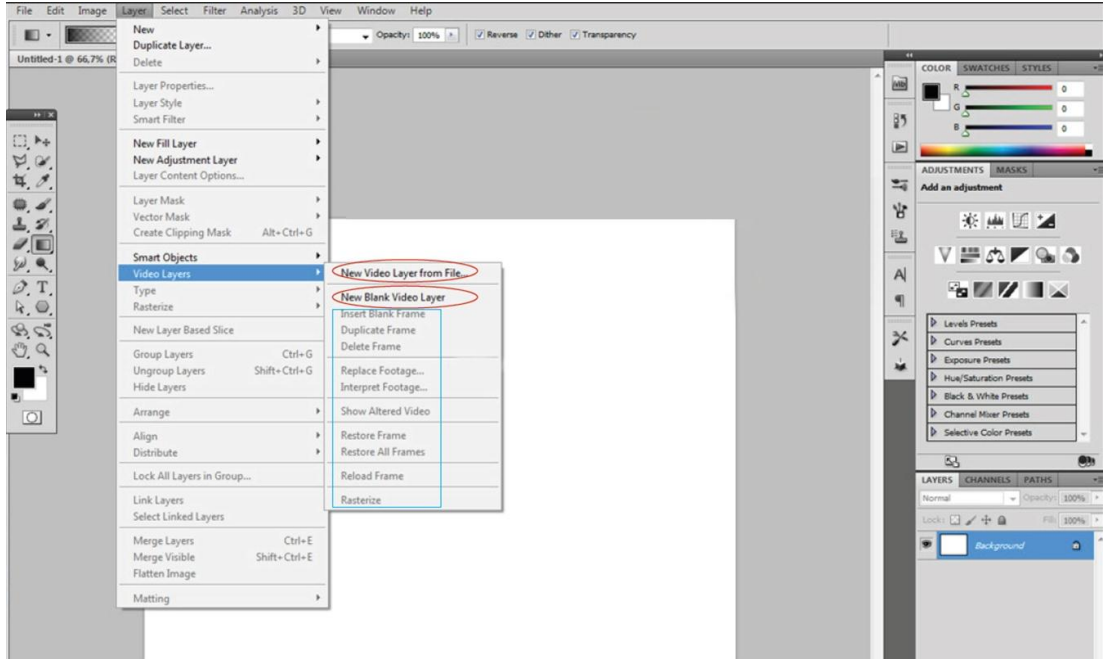 File Edit Image Layer Select Filter Analysis 3D View Window Help
Opacity: 100% Reverse Dither Transparency
Untitled-1 @ 66,7% (R
New
Duplicate Layer...
Delete
Layer Properties...
Layer Style
Smart Filter
New Fill Layer
New Adjustment Layer
Layer Content Options...
Layer Mask
Vector Mask
Create Clipping Mask Alt+Ctrl+G
Smart Objects
Video Layers
Type
Rasterize
New Layer Based Slice
Group Layers Ctrl+G
Ungroup Layers Shift+Ctrl+G
Hide Layers
Arrange
Align
Distribute
Lock All Layers in Group...
Link Layers
Select Linked Layers
Merge Layers Ctrl+E
Merge Visible Shift+Ctrl+E
Flatten Image
Matting
New Video Layer from File...
New Blank Video Layer
Insert Blank Frame
Duplicate Frame
Delete Frame
Replace Footage...
Interpret Footage...
Show Altered Video
Restore Frame
Restore All Frames
Reload Frame
Rasterize
COLOR SWATCHES STYLES
R 0
G 0
B 0
ADJUSTMENTS MASKS
Add an adjustment
Levels Presets
Curves Presets
Exposure Presets
Hue/Saturation Presets
Black & White Presets
Channel Mixer Presets
Selective Color Presets
LAYERS CHANNELS PATHS
Normal Opacity: 100%
Lock: Fill: 100%
Background